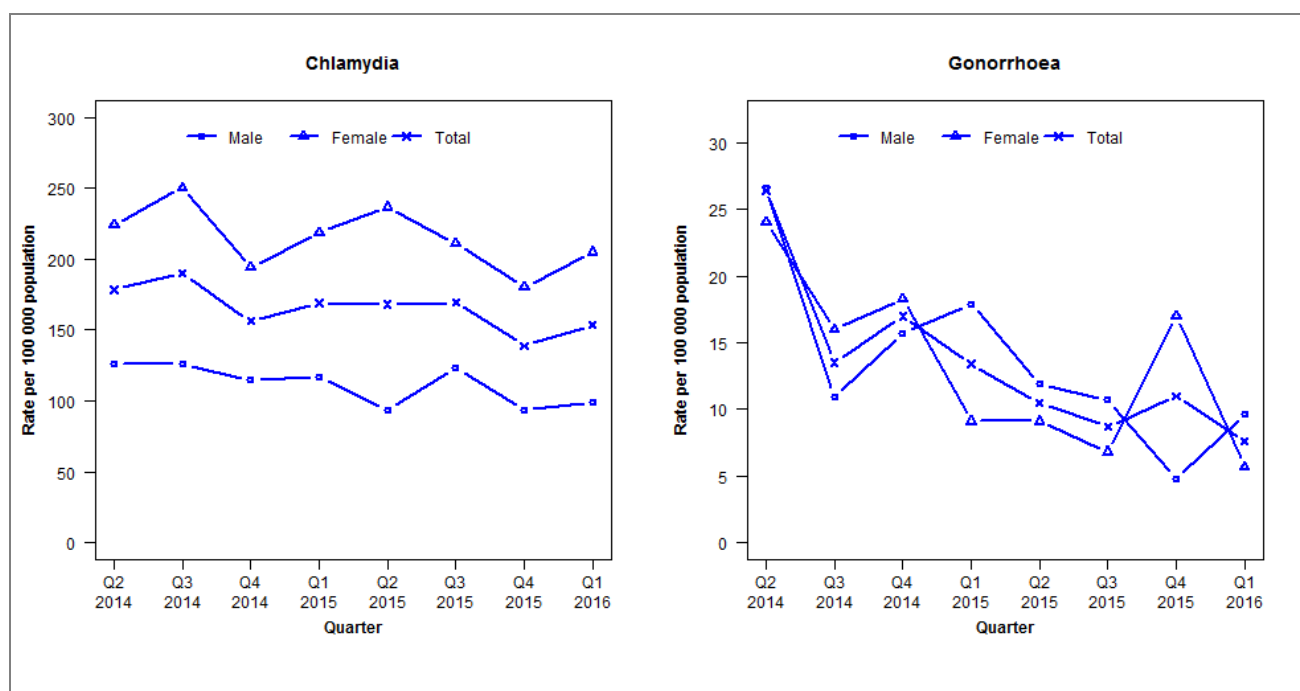 Chlamydia
Rate per 100 000 population
300
250
200
150
100
50
0
Male Female Total
Q2 Q3 Q4 Q1 Q2 Q3 Q4 Q1
2014 2014 2014 2015 2015 2015 2015 2016
Quarter
Gonorrhoea
Rate per 100 000 population
30
25
20
15
10
5
0
Male Female Total
Q2 Q3 Q4 Q1 Q2 Q3 Q4 Q1
2014 2014 2014 2015 2015 2015 2015 2016
Quarter